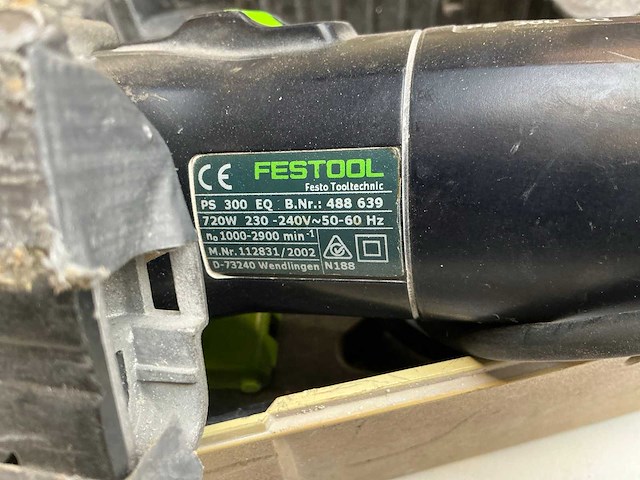 CE FESTOOL
Festo Tooltechnic
PS 300 EQ B.Nr.: 488 639
720W 230 -240V~50-60 Hz
n₀ 1000-2900 min⁻¹
M.Nr. 112831/2002
D-73240 Wendlingen N188